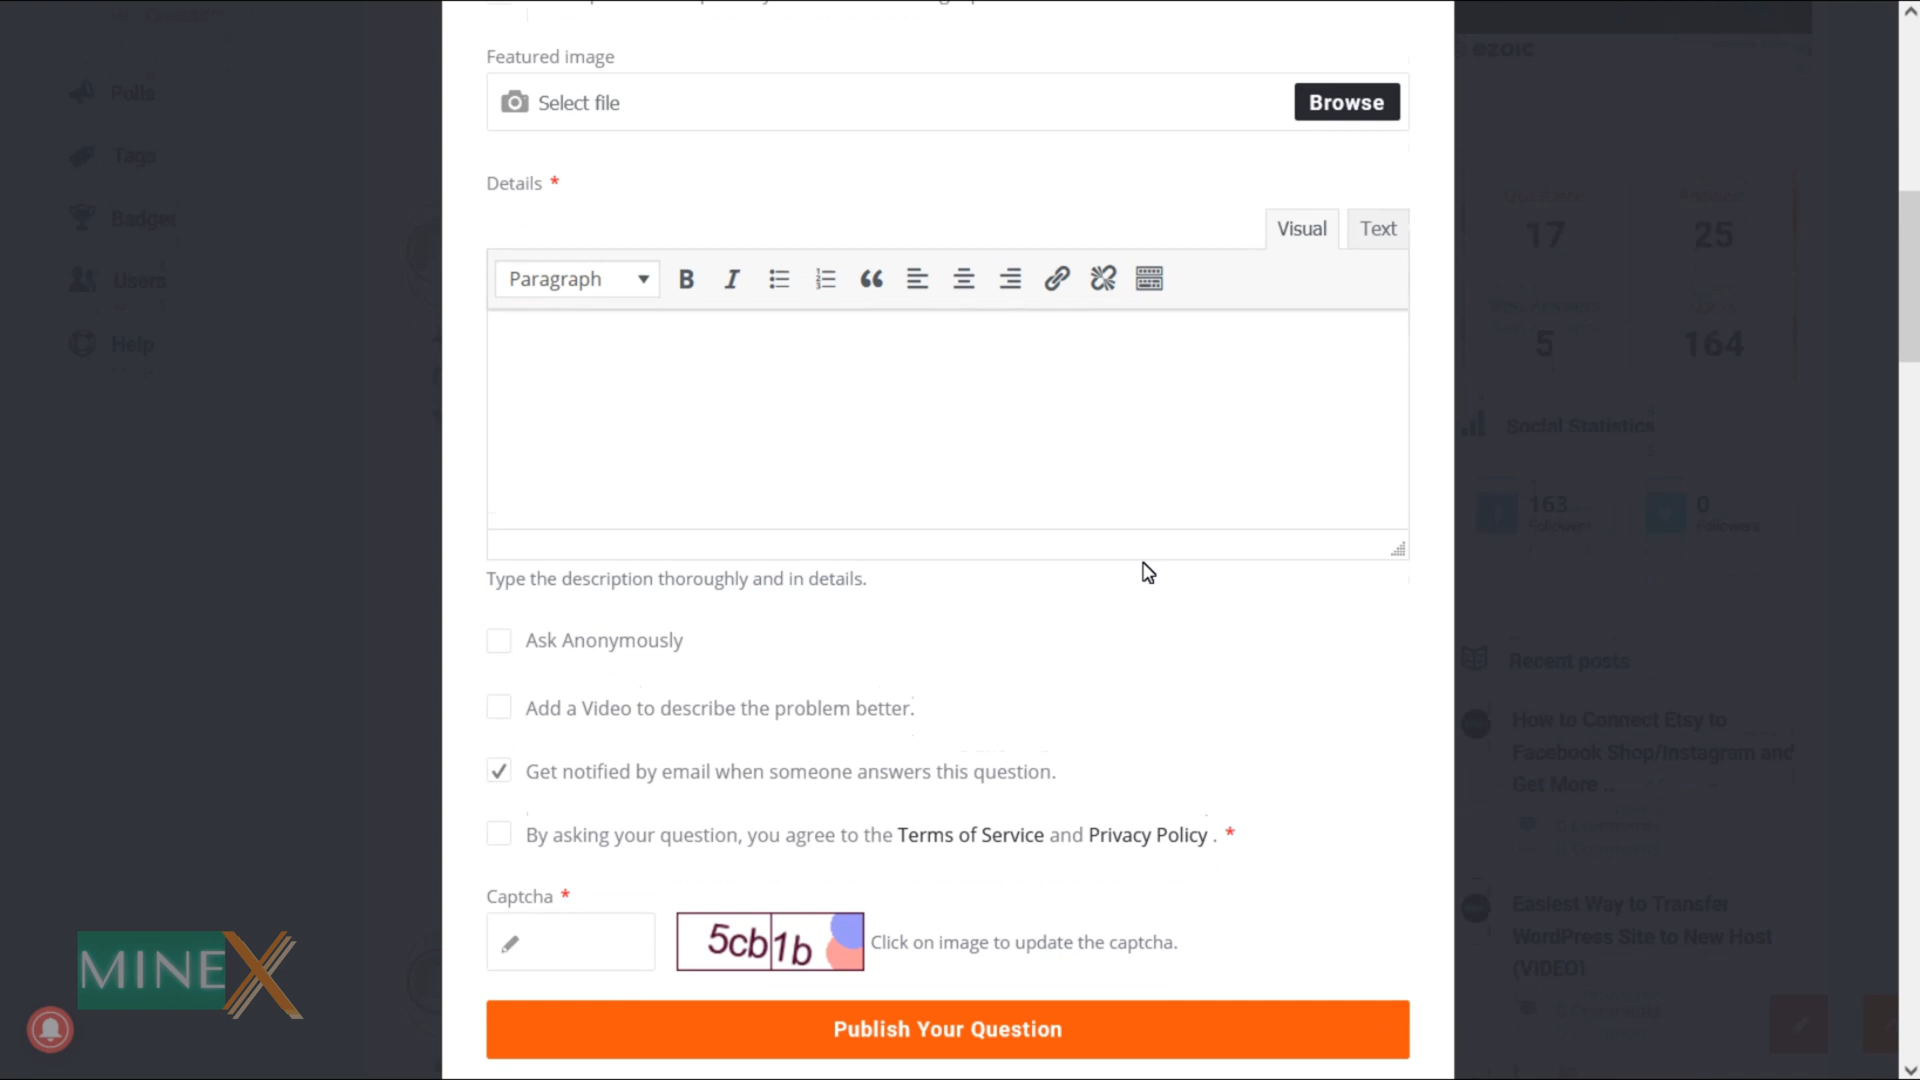 Featured image
Select file
Browse
Details *
Visual
Text
Paragraph
Type the description thoroughly and in details.
Ask Anonymously
Add a Video to describe the problem better.
Get notified by email when someone answers this question.
By asking your question, you agree to the Terms of Service and Privacy Policy . *
Captcha *
5cb1b
Click on image to update the captcha.
Publish Your Question
Polls
Tags
Badges
Users
Help
MINEX
ezoic
17
25
5
164
Social Statistics
163
Followers
0
Followers
Recent posts
How to Connect Etsy to
Facebook Shop/Instagram and
Get More ..
Easiest Way to Transfer
WordPress Site to New Host
(VIDEO)